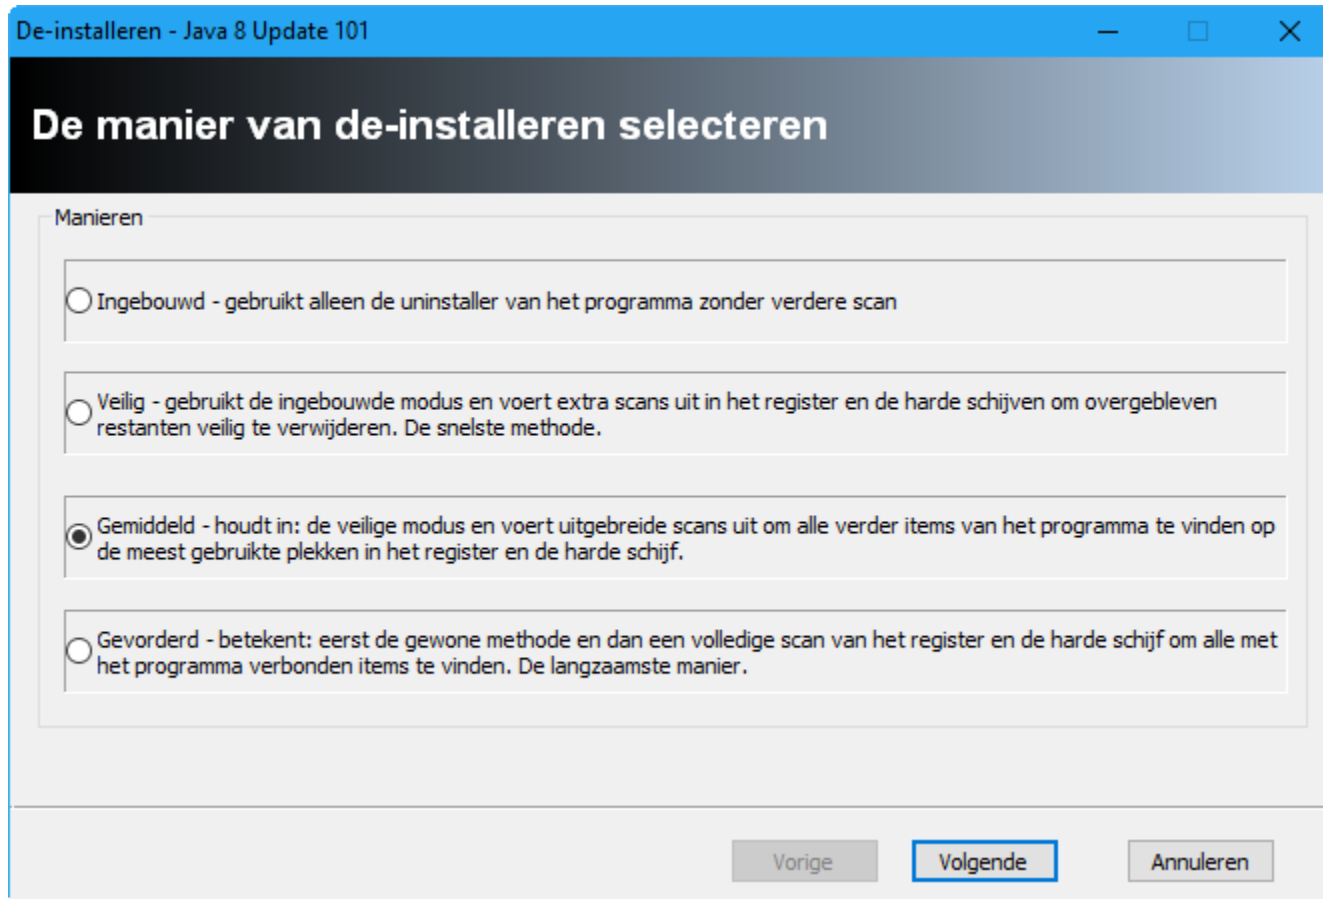 De-installeren - Java 8 Update 101
De manier van de-installeren selecteren
Manieren
Ingebouwd - gebruikt alleen de uninstaller van het programma zonder verdere scan
Veilig - gebruikt de ingebouwde modus en voert extra scans uit in het register en de harde schijven om overgebleven
restanten veilig te verwijderen. De snelste methode.
Gemiddeld - houdt in: de veilige modus en voert uitgebreide scans uit om alle verder items van het programma te vinden op
de meest gebruikte plekken in het register en de harde schijf.
Gevorderd - betekent: eerst de gewone methode en dan een volledige scan van het register en de harde schijf om alle met
het programma verbonden items te vinden. De langzaamste manier.
Vorige
Volgende
Annuleren